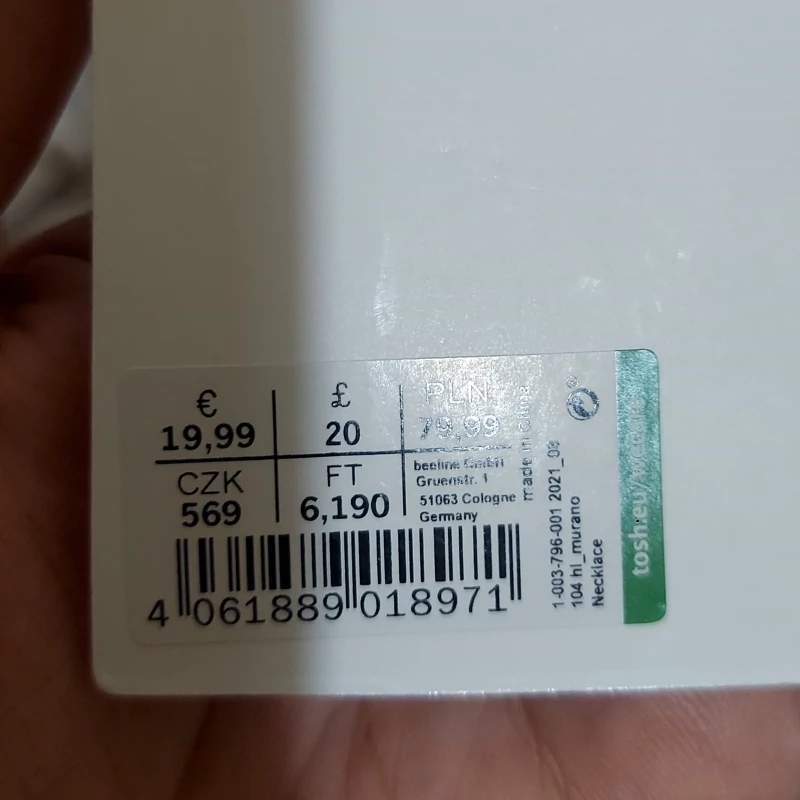 €
19,99
£
20
PLN
79,99
CZK
569
FT
6,190
beeline GmbH
Gruenstr. 1
51063 Cologne
Germany
made in China
1-003-796-001 2021_08
104 hl_murano
Necklace
tosh.eu/
4 061889 018971